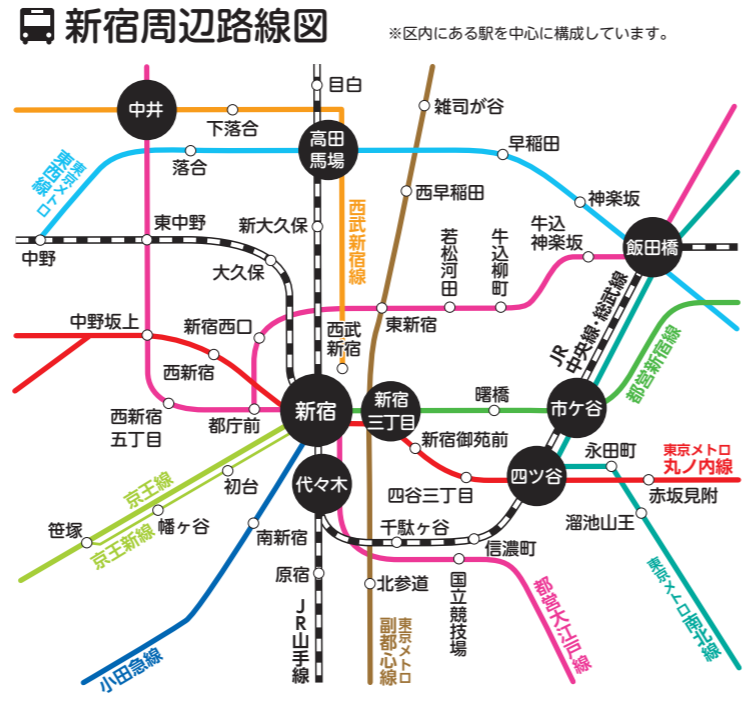 新宿周辺路線図
※区内にある駅を中心に構成しています。
目白
中井
下落合
雑司が谷
高田
馬場
早稲田
東京メトロ
東西線
落合
西早稲田
神楽坂
東中野
新大久保
西武新宿線
若松河田
牛込柳町
牛込
神楽坂
飯田橋
中野
大久保
JR
中央線・総武線
中野坂上
新宿西口
西武
新宿
東新宿
都営新宿線
西新宿
新宿
新宿
三丁目
曙橋
市ケ谷
西新宿
五丁目
都庁前
新宿御苑前
永田町
東京メトロ
丸ノ内線
京王線
初台
代々木
四谷三丁目
四ツ谷
赤坂見附
笹塚
幡ヶ谷
京王新線
南新宿
千駄ヶ谷
信濃町
溜池山王
原宿
北参道
国立競技場
都営大江戸線
東京メトロ南北線
JR山手線
東京メトロ
副都心線
小田急線